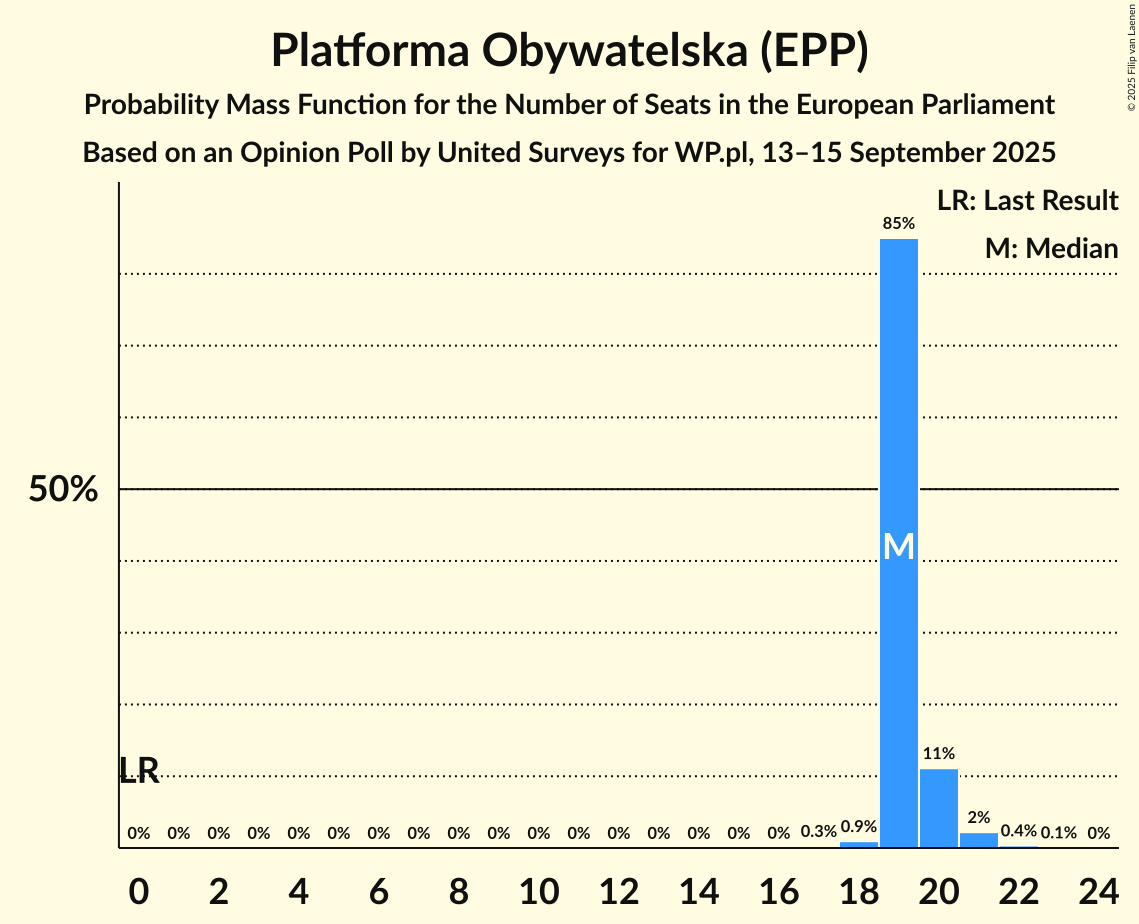 Platforma Obywatelska (EPP)
Probability Mass Function for the Number of Seats in the European Parliament
Based on an Opinion Poll by United Surveys for WP.pl, 13–15 September 2025
© 2025 Filip van Laenen
LR: Last Result
M: Median
85%
50%
M
LR
11%
0% 0% 0% 0% 0% 0% 0% 0% 0% 0% 0% 0% 0% 0% 0% 0% 0% 0.3% 0.9% 2% 0.4% 0.1% 0%
0 2 4 6 8 10 12 14 16 18 20 22 24